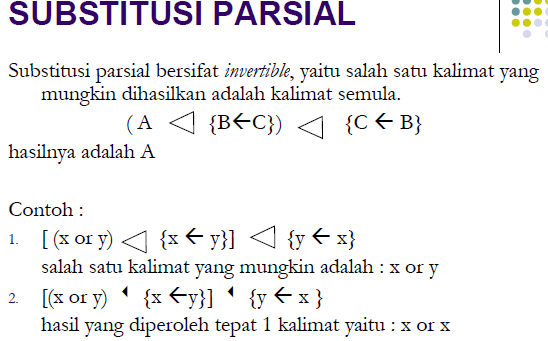 SUBSTITUSI PARSIAL
Substitusi parsial bersifat invertible, yaitu salah satu kalimat yang
mungkin dihasilkan adalah kalimat semula.
( A ◁ {B←C}) ◁ {C ← B}
hasilnya adalah A
Contoh :
1. [ (x or y) ◁ {x ← y}] ◁ {y ← x}
salah satu kalimat yang mungkin adalah : x or y
2. [(x or y) ◂ {x ←y}] ◂ {y ← x }
hasil yang diperoleh tepat 1 kalimat yaitu : x or x